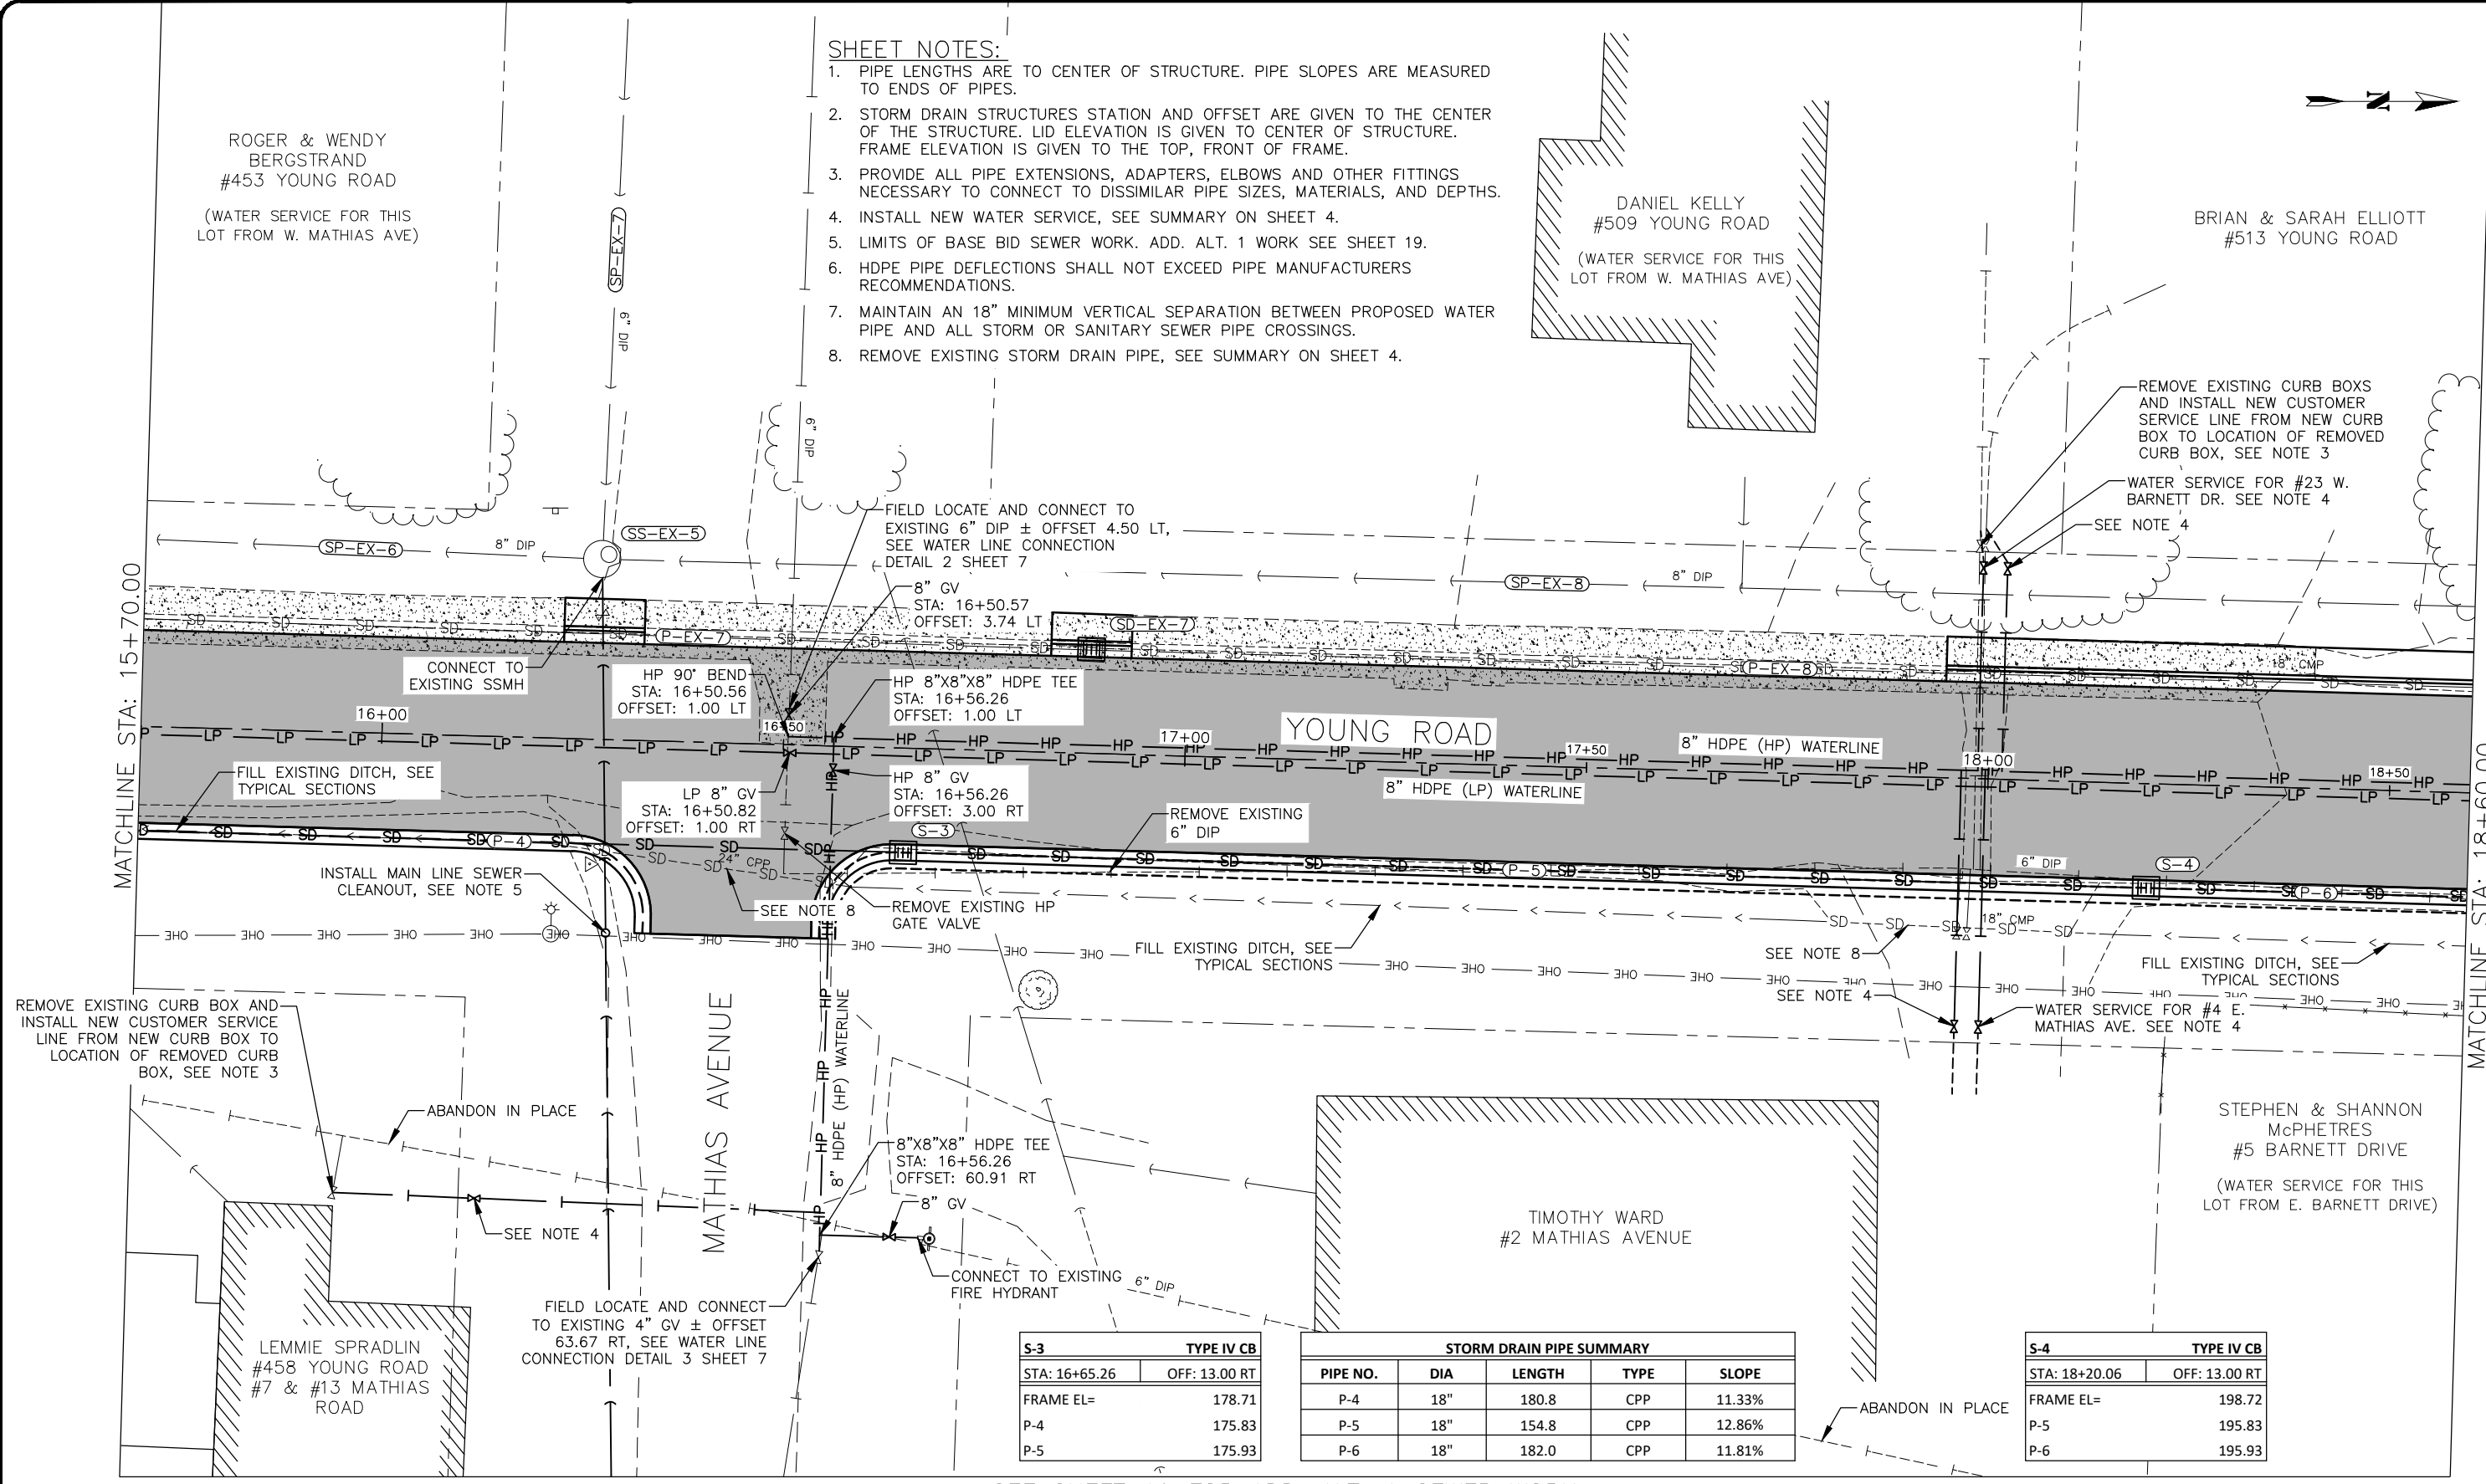 SHEET NOTES:
1. PIPE LENGTHS ARE TO CENTER OF STRUCTURE. PIPE SLOPES ARE MEASURED
TO ENDS OF PIPES.
2. STORM DRAIN STRUCTURES STATION AND OFFSET ARE GIVEN TO THE CENTER
OF THE STRUCTURE. LID ELEVATION IS GIVEN TO CENTER OF STRUCTURE.
FRAME ELEVATION IS GIVEN TO THE TOP, FRONT OF FRAME.
3. PROVIDE ALL PIPE EXTENSIONS, ADAPTERS, ELBOWS AND OTHER FITTINGS
NECESSARY TO CONNECT TO DISSIMILAR PIPE SIZES, MATERIALS, AND DEPTHS.
4. INSTALL NEW WATER SERVICE, SEE SUMMARY ON SHEET 4.
5. LIMITS OF BASE BID SEWER WORK. ADD. ALT. 1 WORK SEE SHEET 19.
6. HDPE PIPE DEFLECTIONS SHALL NOT EXCEED PIPE MANUFACTURERS
RECOMMENDATIONS.
7. MAINTAIN AN 18" MINIMUM VERTICAL SEPARATION BETWEEN PROPOSED WATER
PIPE AND ALL STORM OR SANITARY SEWER PIPE CROSSINGS.
8. REMOVE EXISTING STORM DRAIN PIPE, SEE SUMMARY ON SHEET 4.
N
ROGER & WENDY
BERGSTRAND
#453 YOUNG ROAD
(WATER SERVICE FOR THIS
LOT FROM W. MATHIAS AVE)
SP-EX-7
6" DIP
6" DIP
DANIEL KELLY
#509 YOUNG ROAD
(WATER SERVICE FOR THIS
LOT FROM W. MATHIAS AVE)
BRIAN & SARAH ELLIOTT
#513 YOUNG ROAD
REMOVE EXISTING CURB BOXS
AND INSTALL NEW CUSTOMER
SERVICE LINE FROM NEW CURB
BOX TO LOCATION OF REMOVED
CURB BOX, SEE NOTE 3
WATER SERVICE FOR #23 W.
BARNETT DR. SEE NOTE 4
SEE NOTE 4
FIELD LOCATE AND CONNECT TO
EXISTING 6" DIP ± OFFSET 4.50 LT,
SEE WATER LINE CONNECTION
DETAIL 2 SHEET 7
SP-EX-6
8" DIP
SS-EX-5
SP-EX-8
8" DIP
8" GV
STA: 16+50.57
OFFSET: 3.74 LT
MATCHLINE STA: 15+70.00
P-EX-7
SD-EX-7
P-EX-8
18" CMP
CONNECT TO
EXISTING SSMH
HP 90° BEND
STA: 16+50.56
OFFSET: 1.00 LT
HP 8"X8"X8" HDPE TEE
STA: 16+56.26
OFFSET: 1.00 LT
16+00
16+50
17+00
YOUNG ROAD
17+50
8" HDPE (HP) WATERLINE
18+00
18+50
8" HDPE (LP) WATERLINE
FILL EXISTING DITCH, SEE
TYPICAL SECTIONS
LP 8" GV
STA: 16+50.82
OFFSET: 1.00 RT
HP 8" GV
STA: 16+56.26
OFFSET: 3.00 RT
REMOVE EXISTING
6" DIP
MATCHLINE STA: 18+60.00
P-4
24" CPP
S-3
P-5
6" DIP
S-4
P-6
INSTALL MAIN LINE SEWER
CLEANOUT, SEE NOTE 5
SEE NOTE 8
REMOVE EXISTING HP
GATE VALVE
FILL EXISTING DITCH, SEE
TYPICAL SECTIONS
SEE NOTE 8
18" CMP
FILL EXISTING DITCH, SEE
TYPICAL SECTIONS
SEE NOTE 4
WATER SERVICE FOR #4 E.
MATHIAS AVE. SEE NOTE 4
REMOVE EXISTING CURB BOX AND
INSTALL NEW CUSTOMER SERVICE
LINE FROM NEW CURB BOX TO
LOCATION OF REMOVED CURB
BOX, SEE NOTE 3
ABANDON IN PLACE
MATHIAS AVENUE
8" HDPE (HP) WATERLINE
8"X8"X8" HDPE TEE
STA: 16+56.26
OFFSET: 60.91 RT
8" GV
SEE NOTE 4
CONNECT TO EXISTING
FIRE HYDRANT
6" DIP
FIELD LOCATE AND CONNECT
TO EXISTING 4" GV ± OFFSET
63.67 RT, SEE WATER LINE
CONNECTION DETAIL 3 SHEET 7
LEMMIE SPRADLIN
#458 YOUNG ROAD
#7 & #13 MATHIAS
ROAD
TIMOTHY WARD
#2 MATHIAS AVENUE
STEPHEN & SHANNON
McPHETRES
#5 BARNETT DRIVE
(WATER SERVICE FOR THIS
LOT FROM E. BARNETT DRIVE)
S-3 TYPE IV CB
STA: 16+65.26 OFF: 13.00 RT
FRAME EL= 178.71
P-4 175.83
P-5 175.93
STORM DRAIN PIPE SUMMARY
PIPE NO. DIA LENGTH TYPE SLOPE
P-4 18" 180.8 CPP 11.33%
P-5 18" 154.8 CPP 12.86%
P-6 18" 182.0 CPP 11.81%
ABANDON IN PLACE
S-4 TYPE IV CB
STA: 18+20.06 OFF: 13.00 RT
FRAME EL= 198.72
P-5 195.83
P-6 195.93